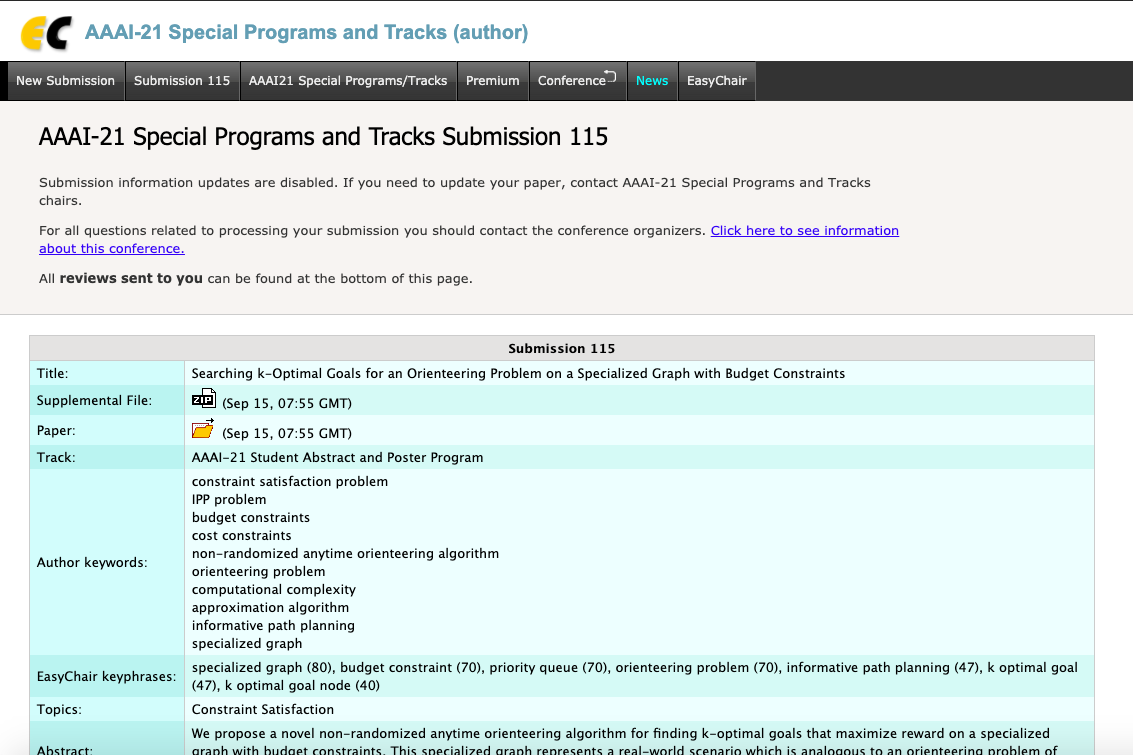 EC AAAI-21 Special Programs and Tracks (author)
New Submission Submission 115 AAAI21 Special Programs/Tracks Premium Conference News EasyChair
AAAI-21 Special Programs and Tracks Submission 115
Submission information updates are disabled. If you need to update your paper, contact AAAI-21 Special Programs and Tracks
chairs.
For all questions related to processing your submission you should contact the conference organizers. Click here to see information
about this conference.
All reviews sent to you can be found at the bottom of this page.
Submission 115
Title: Searching k-Optimal Goals for an Orienteering Problem on a Specialized Graph with Budget Constraints
Supplemental File: ZIP (Sep 15, 07:55 GMT)
Paper: (Sep 15, 07:55 GMT)
Track: AAAI-21 Student Abstract and Poster Program
constraint satisfaction problem
IPP problem
budget constraints
cost constraints
non-randomized anytime orienteering algorithm
Author keywords:
orienteering problem
computational complexity
approximation algorithm
informative path planning
specialized graph
EasyChair keyphrases: specialized graph (80), budget constraint (70), priority queue (70), orienteering problem (70), informative path planning (47), k optimal goal
(47), k optimal goal node (40)
Topics: Constraint Satisfaction
We propose a novel non-randomized anytime orienteering algorithm for finding k-optimal goals that maximize reward on a specialized
Abstract: graph with budget constraints. This specialized graph represents a real-world scenario which is analogous to an orienteering problem of